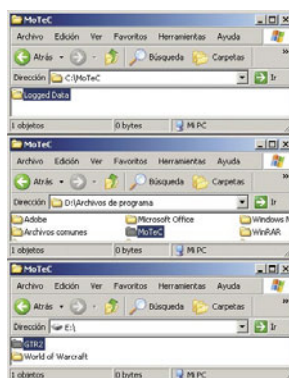 MoTeC
Archivo Edición Ver Favoritos Herramientas Ayuda
Atrás Búsqueda Carpetas »
Dirección C:\MoTeC Ir
Logged Data
1 objetos 0 bytes Mi PC
MoTeC
Archivo Edición Ver Favoritos Herramientas Ayuda
Atrás Búsqueda Carpetas »
Dirección D:\Archivos de programa Ir
Adobe Microsoft Office Windows
Archivos comunes MoTeC WinRAR
1 objetos 0 bytes Mi PC
MoTeC
Archivo Edición Ver Favoritos Herramientas Ayuda
Atrás Búsqueda Carpetas »
Dirección E:\ Ir
GTR2
World of Warcraft
1 objetos 0 bytes Mi PC